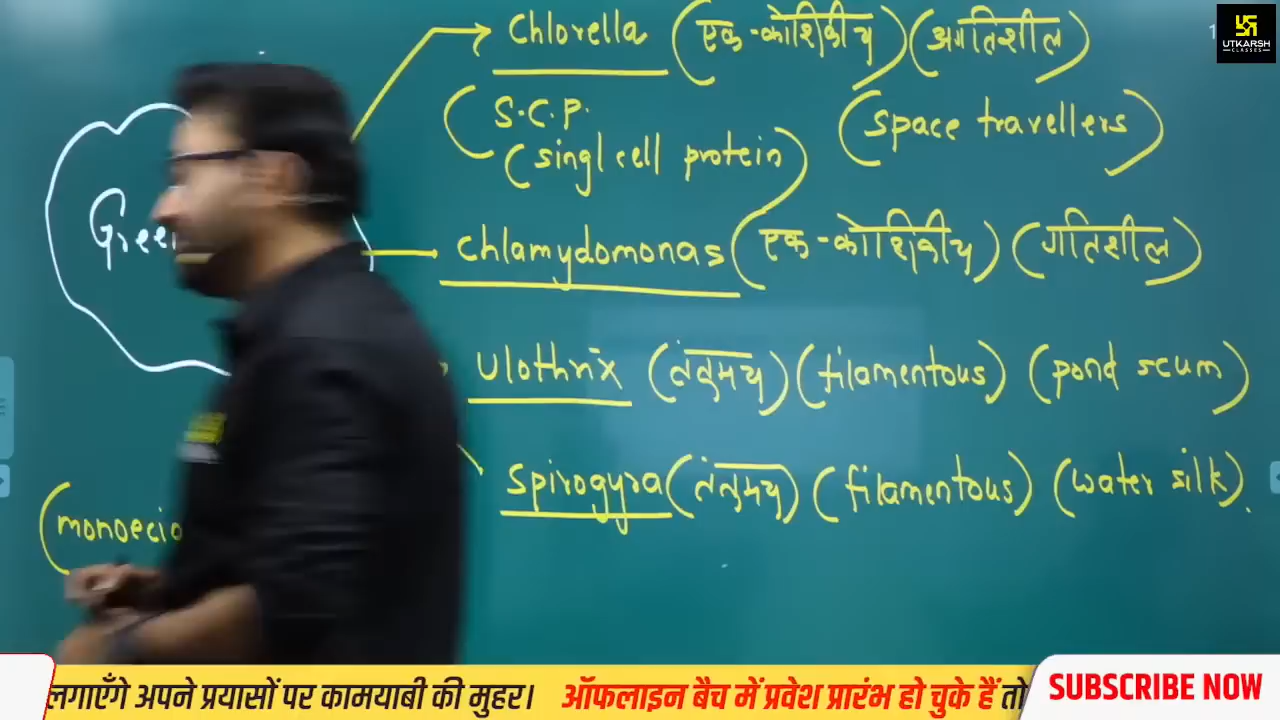 Chlorella (एक-कोशिकीय) (अगतिशील)
UTKARSH
CLASSES
S.C.P.
(space travellers)
(singl cell protein)
Chlamydomonas (एक-कोशिकीय) (गतिशील)
Ulothrix (तंतुमय) (filamentous) (pond scum)
Spirogyra (तंतुमय) (filamentous) (water silk).
लगाएँगे अपने प्रयासों पर कामयाबी की मुहर। ऑफलाइन बैच में प्रवेश प्रारंभ हो चुके हैं तो
SUBSCRIBE NOW